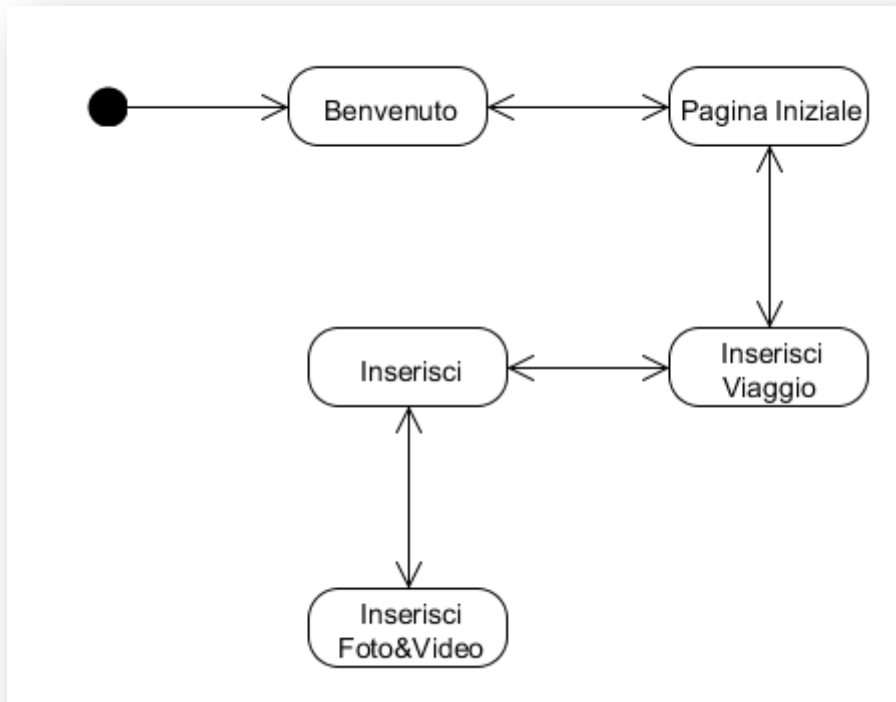 Benvenuto
Pagina Iniziale
Inserisci
Inserisci
Viaggio
Inserisci
Foto&Video